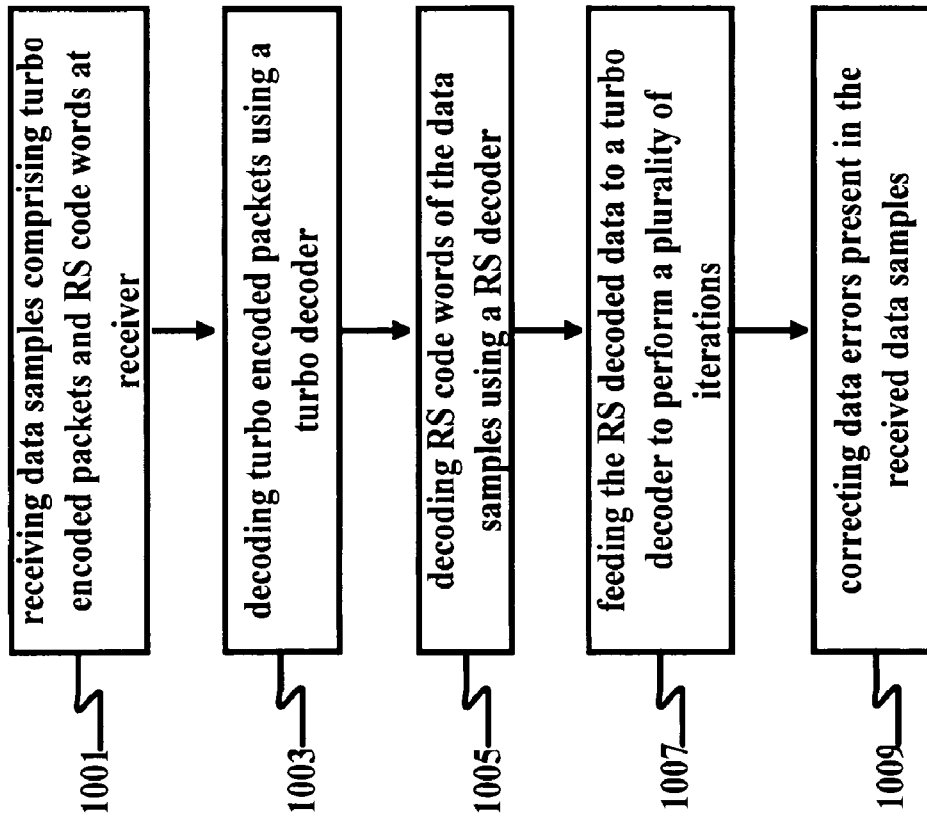 receiving data samples comprising turbo
encoded packets and RS code words at
receiver
1001
decoding turbo encoded packets using a
turbo decoder
1003
decoding RS code words of the data
samples using a RS decoder
1005
feeding the RS decoded data to a turbo
decoder to perform a plurality of
iterations
1007
correcting data errors present in the
received data samples
1009